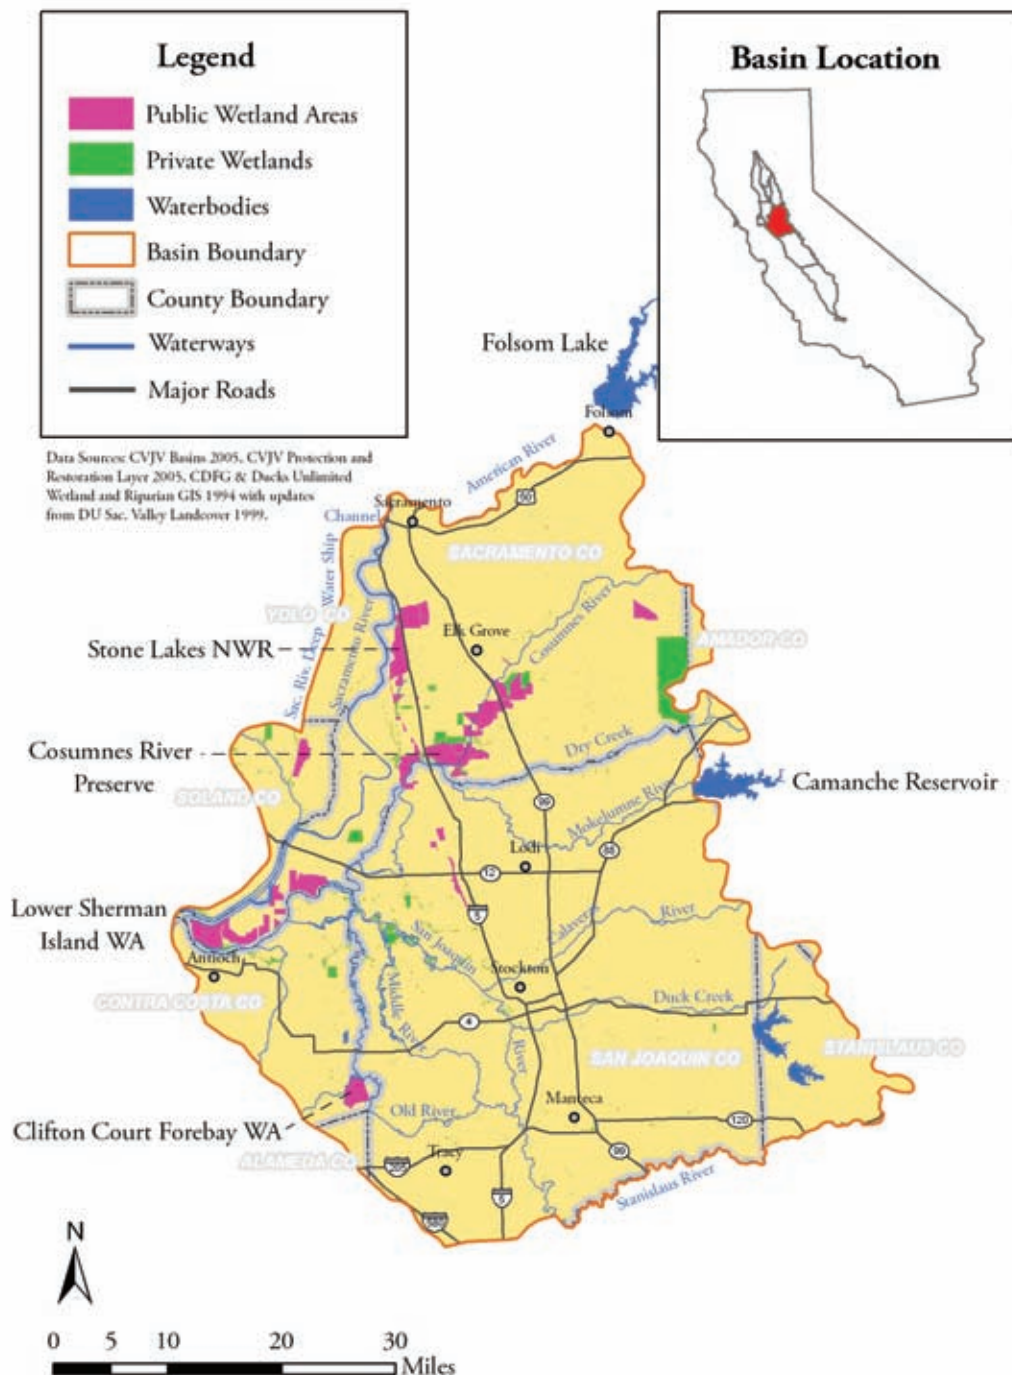 Legend
Public Wetland Areas
Private Wetlands
Waterbodies
Basin Boundary
County Boundary
Waterways
Major Roads
Basin Location
Data Sources: CVJV Basins 2005, CVJV Protection and
Restoration Layer 2005, CDFG & Ducks Unlimited
Wetland and Riparian GIS 1994 with updates
from DU Sac. Valley Landcover 1999.
Folsom Lake
Folsom
American River
Sacramento
50
Channel
Sac. Riv. Deep Water Ship
SACRAMENTO CO
YOLO CO
Sacramento River
Cosumnes River
Elk Grove
AMADOR CO
Stone Lakes NWR
Cosumnes River
Preserve
Dry Creek
Camanche Reservoir
SOLANO CO
99
Mokelumne River
88
Lodi
12
Lower Sherman
Island WA
5
Calaveras
River
San Joaquin
River
Antioch
Stockton
CONTRA COSTA CO
Middle River
Duck Creek
4
SAN JOAQUIN CO
STANISLAUS CO
Clifton Court Forebay WA
Old River
Manteca
120
ALAMEDA CO
205
Tracy
99
5
Stanislaus River
580
N
0 5 10 20 30
Miles